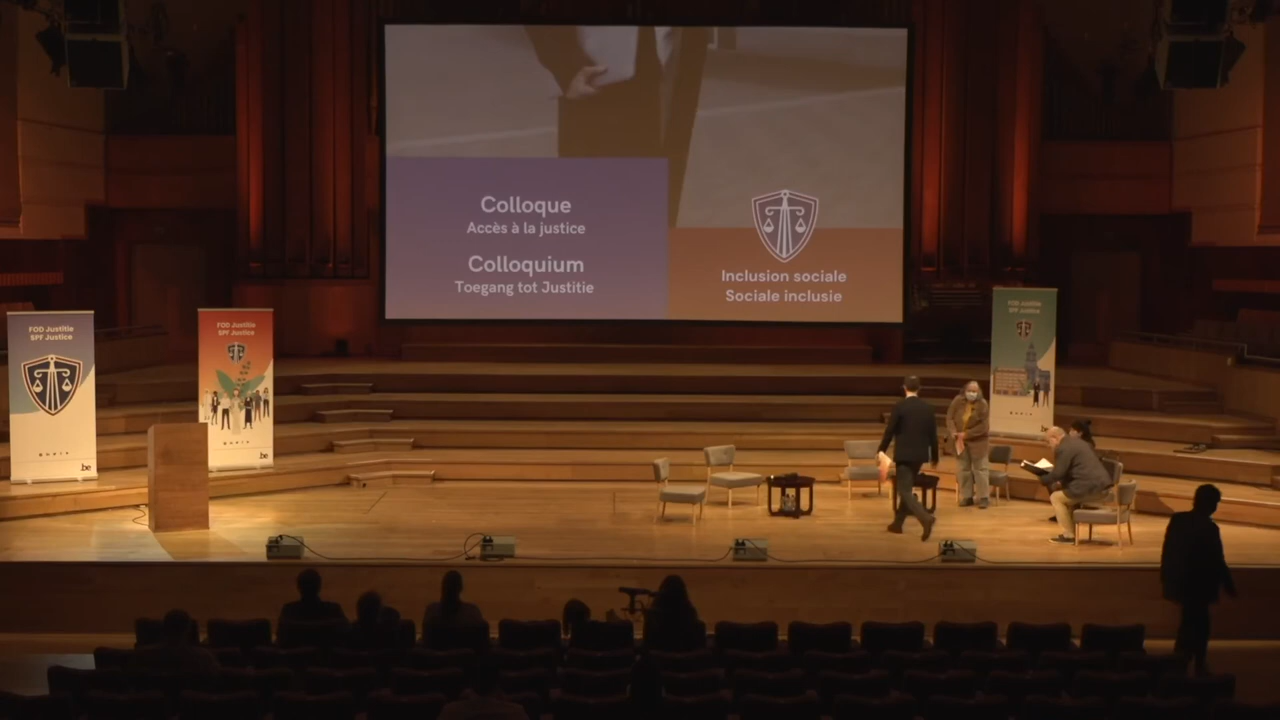 Colloque
Accès à la justice
Colloquium
Toegang tot Justitie
Inclusion sociale
Sociale inclusie
FOD Justitie
SPF Justice
.be
FOD Justitie
SPF Justice
.be
FOD Justitie
SPF Justice
.be